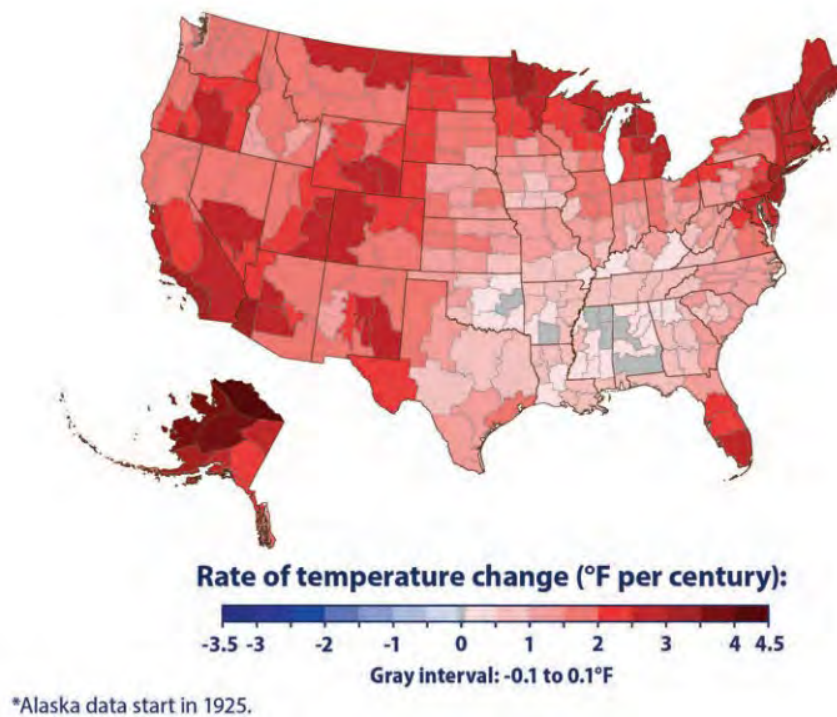 Rate of temperature change (°F per century):
-3.5 -3 -2 -1 0 1 2 3 4 4.5
Gray interval: -0.1 to 0.1°F
*Alaska data start in 1925.